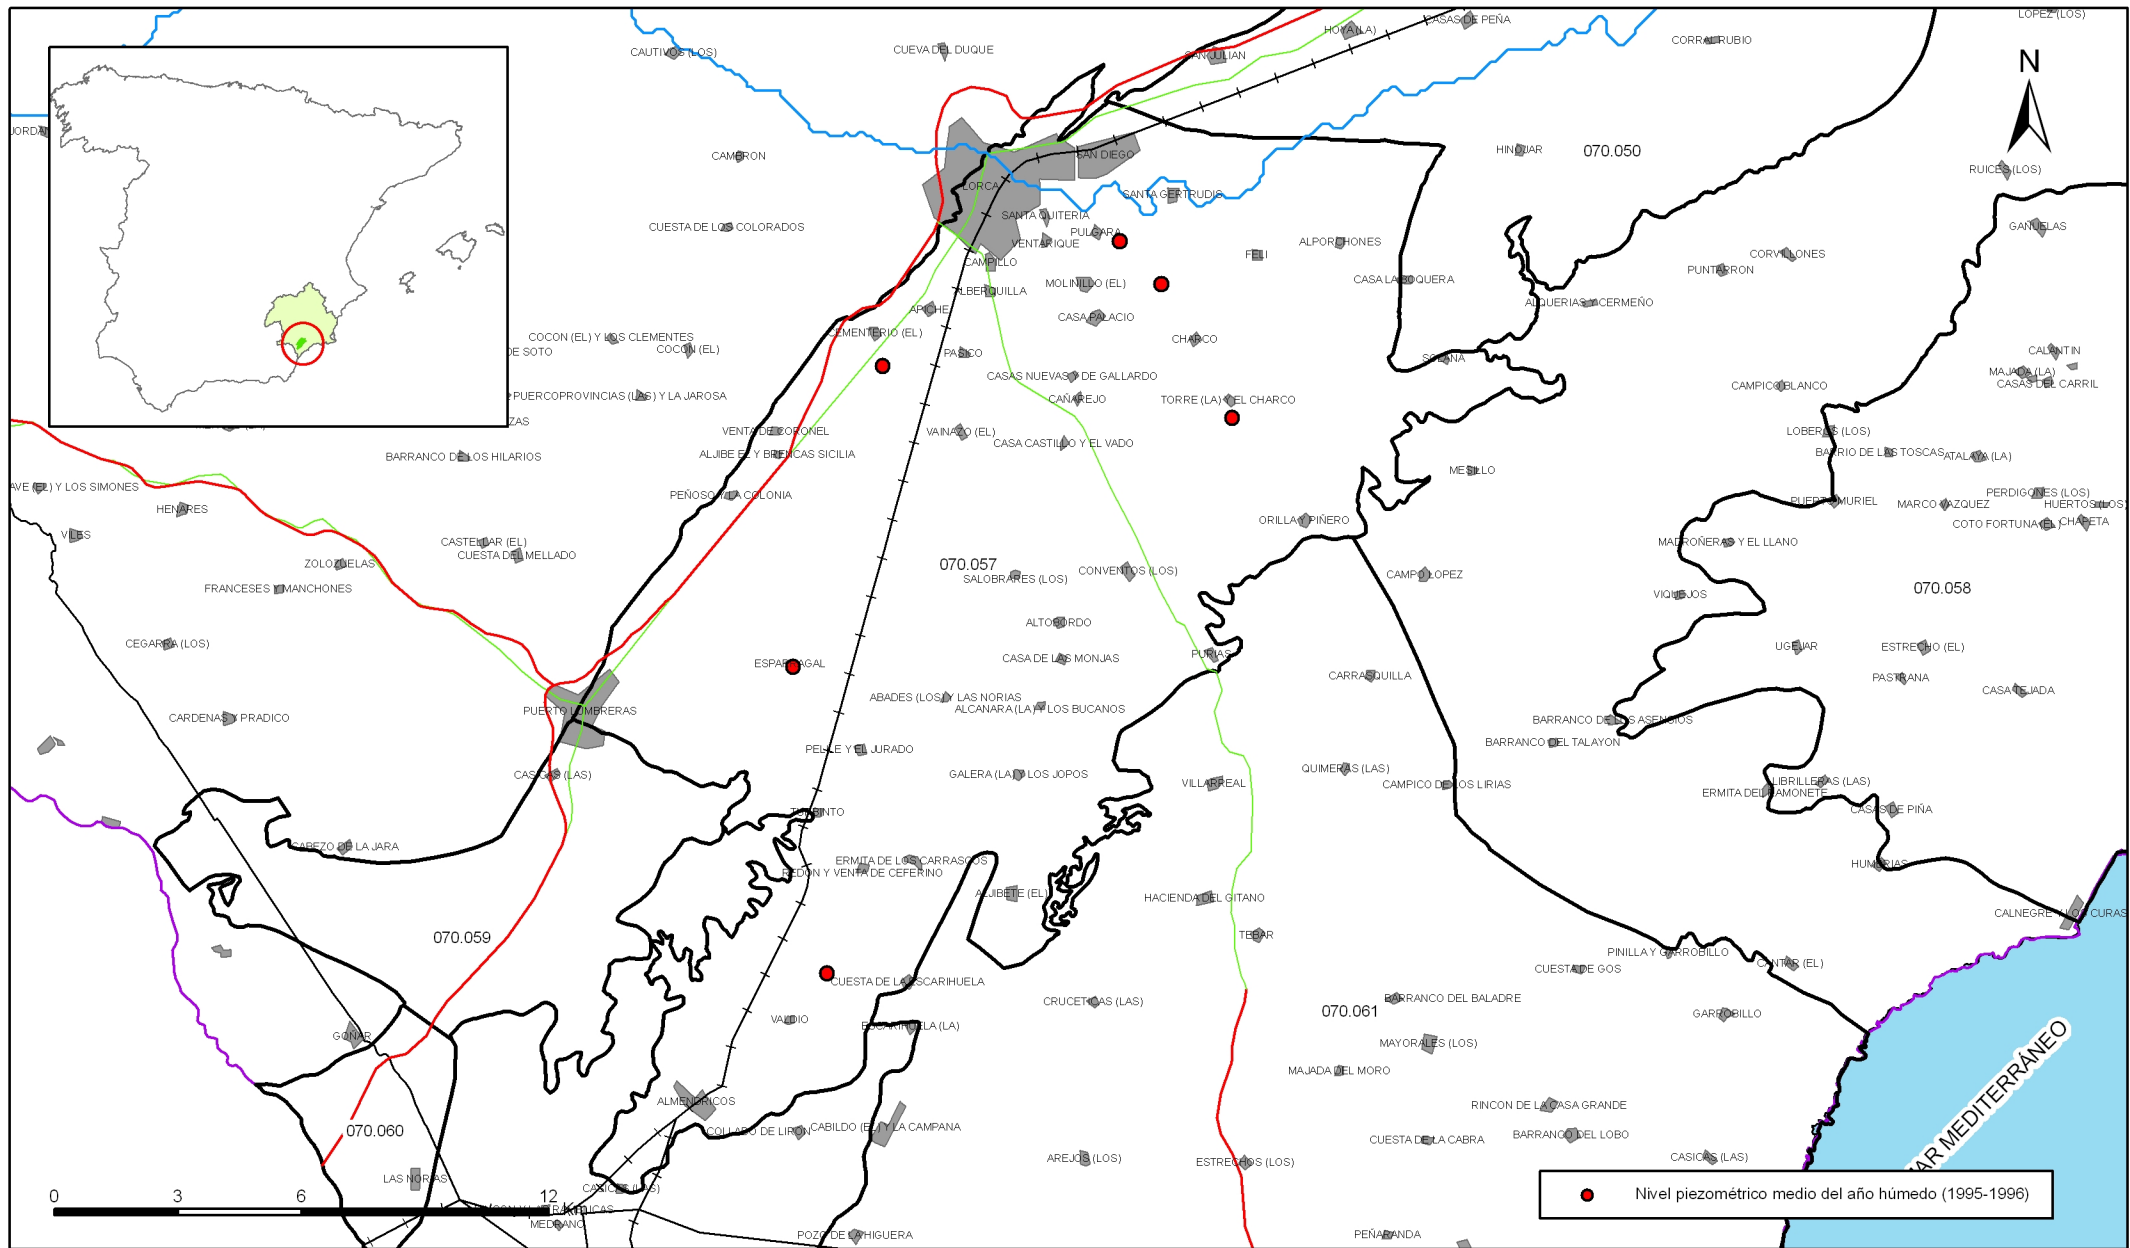 LOPEZ (LOS)
CASAS DE PEÑA
HOYA (LA)
CORRAL RUBIO
CAUTIVOS (LOS)
CUEVA DEL DUQUE
SAN JULIAN
N
CAMBRON
SAN DIEGO
HINOJAR
070.050
RUICES (LOS)
LORCA
SANTA GERTRUDIS
SANTA QUITERIA
CUESTA DE LOS COLORADOS
PULGARA
GAÑUELAS
VENTARIQUE
ALPORCHONES
FELI
CORVILLONES
CAMPILLO
PUNTARRON
CASA LA BOQUERA
MOLINILLO (EL)
ALBERQUILLA
ALQUERIAS Y CERMEÑO
APICHE
CASA PALACIO
CEMENTERIO (EL)
COCON (EL) Y LOS CLEMENTES
CHARCO
COCON (EL)
DE SOTO
PASICO
SOLANA
CALANTIN
MAJADA (LA)
CASAS NUEVAS Y DE GALLARDO
CASAS DEL CARRIL
CAMPICO BLANCO
PUERCOPROVINCIAS (LAS) Y LA JAROSA
CAÑAREJO
TORRE (LA) Y EL CHARCO
ZAS
VENTA DE CORONEL
VAINAZO (EL)
LOBEROS (LOS)
CASA CASTILLO Y EL VADO
BARRANCO DE LOS HILARIOS
ALJIBE EL Y BRENCAS SICILIA
BARRIO DE LAS TOSCAS
ATALAYA (LA)
MESILLO
AVE (EL) Y LOS SIMONES
PEÑOSO Y LA COLONIA
PERDIGONES (LOS)
PUERTO MURIEL
MARCO VAZQUEZ
HUERTOS (LOS)
HENARES
ORILLA Y PIÑERO
COTO FORTUNA (EL)
CHAPETA
VILES
CASTELLAR (EL)
MADROÑERAS Y EL LLANO
CUESTA DEL MELLADO
ZOLOZUELAS
070.057
SALOBRARES (LOS)
CONVENTOS (LOS)
CAMPO LOPEZ
FRANCESES Y MANCHONES
VIQUEJOS
070.058
ALTOBORDO
CEGARRA (LOS)
UGEJAR
ESTRECHO (EL)
PURIAS
CASA DE LAS MONJAS
ESPARRAGAL
CARRASQUILLA
PASTRANA
CASA TEJADA
ABADES (LOS) Y LAS NORIAS
ALCANARA (LA) Y LOS BUCANOS
PUERTO LUMBRERAS
CARDENAS Y PRADICO
BARRANCO DE LOS ASENSIOS
BARRANCO DEL TALAYON
PELLE Y EL JURADO
CASICAS (LAS)
GALERA (LA) Y LOS JOPOS
QUIMERAS (LAS)
VILLARREAL
CAMPICO DE LOS LIRIAS
LIBRILLERAS (LAS)
ERMITA DEL RAMONETE
CASAS DE PIÑA
CABEZO DE LA JARA
ERMITA DE LOS CARRASCOS
REDON Y VENTA DE CEFERINO
HUMBRIAS
ALJIBETE (EL)
HACIENDA DEL GITANO
CALNEGRE Y LOS CURAS
070.059
TEBAR
PINILLA Y GARROBILLO
CUESTA DE GOS
CANTAR (EL)
CUESTA DE LA ESCARIHUELA
CRUCETICAS (LAS)
BARRANCO DEL BALADRE
070.061
GARROBILLO
VALDIO
ESCARIHUELA (LA)
GOÑAR
MAYORALES (LOS)
MAJADA DEL MORO
ALMENDRICOS
RINCON DE LA CASA GRANDE
070.060
COLLADO DE LIRON
CABILDO (EL) Y LA CAMPANA
BARRANCO DEL LOBO
CUESTA DE LA CABRA
AREJOS (LOS)
ESTRECHOS (LOS)
CASICAS (LAS)
MAR MEDITERRÁNEO
LAS NORIAS
CASICAS (LAS)
0 3 6 12
Km
MEDRANO
POZO DE LA HIGUERA
PEÑARANDA
Nivel piezométrico medio del año húmedo (1995-1996)